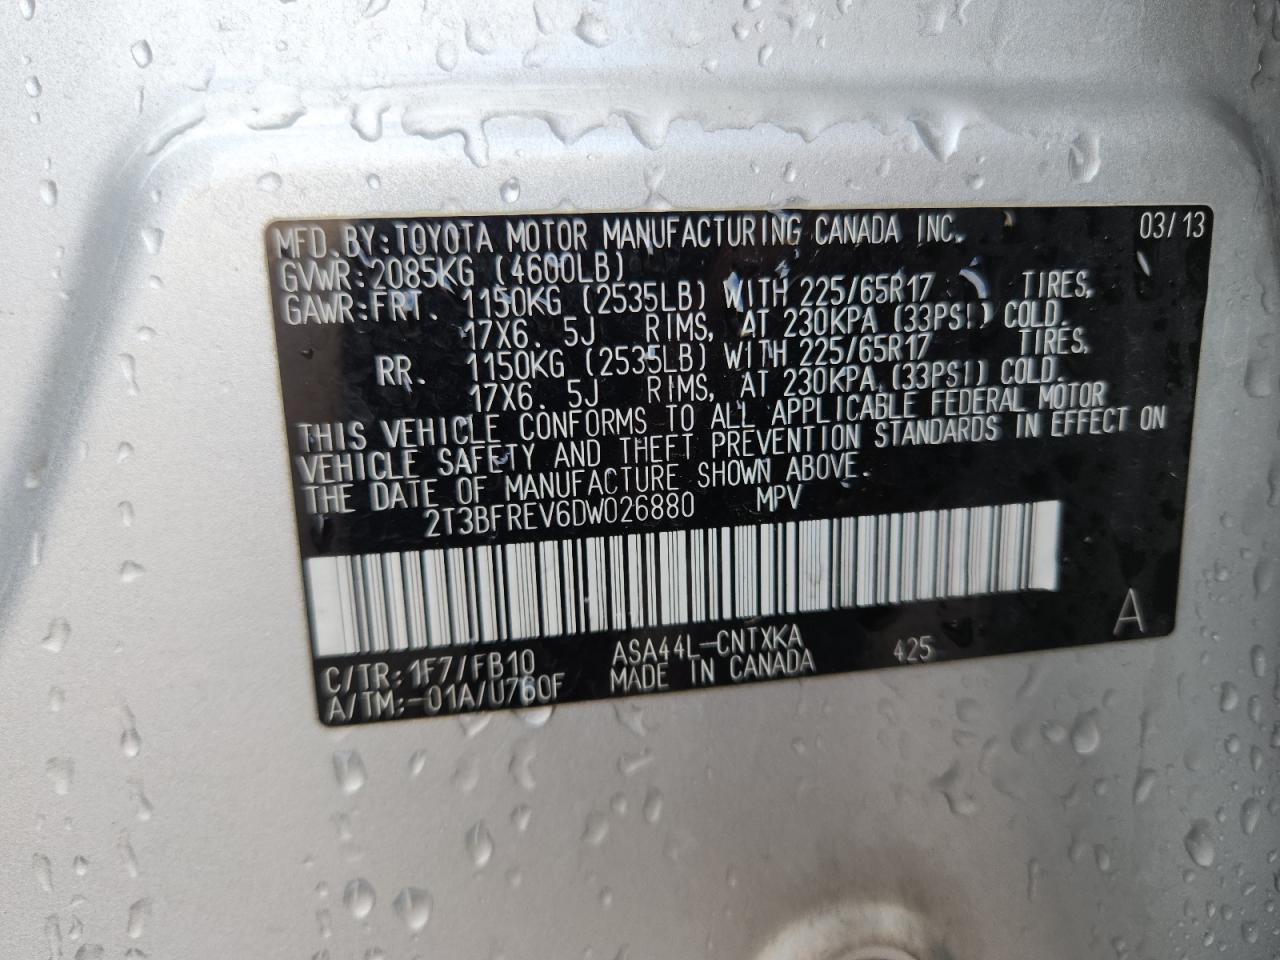 MFD. BY: TOYOTA MOTOR MANUFACTURING CANADA INC. 03/13
GVWR: 2085KG (4600LB)
GAWR: FRT. 1150KG (2535LB) WITH 225/65R17 TIRES,
17X6. 5J RIMS, AT 230KPA (33PSI) COLD.
RR. 1150KG (2535LB) WITH 225/65R17 TIRES,
17X6. 5J RIMS, AT 230KPA (33PSI) COLD.
THIS VEHICLE CONFORMS TO ALL APPLICABLE FEDERAL MOTOR
VEHICLE SAFETY AND THEFT PREVENTION STANDARDS IN EFFECT ON
THE DATE OF MANUFACTURE SHOWN ABOVE.
2T3BFREV6DW026880 MPV
C/TR: 1F7/FB10 ASA44L-CNTXKA 425 A
A/TM:-01A/U760F MADE IN CANADA